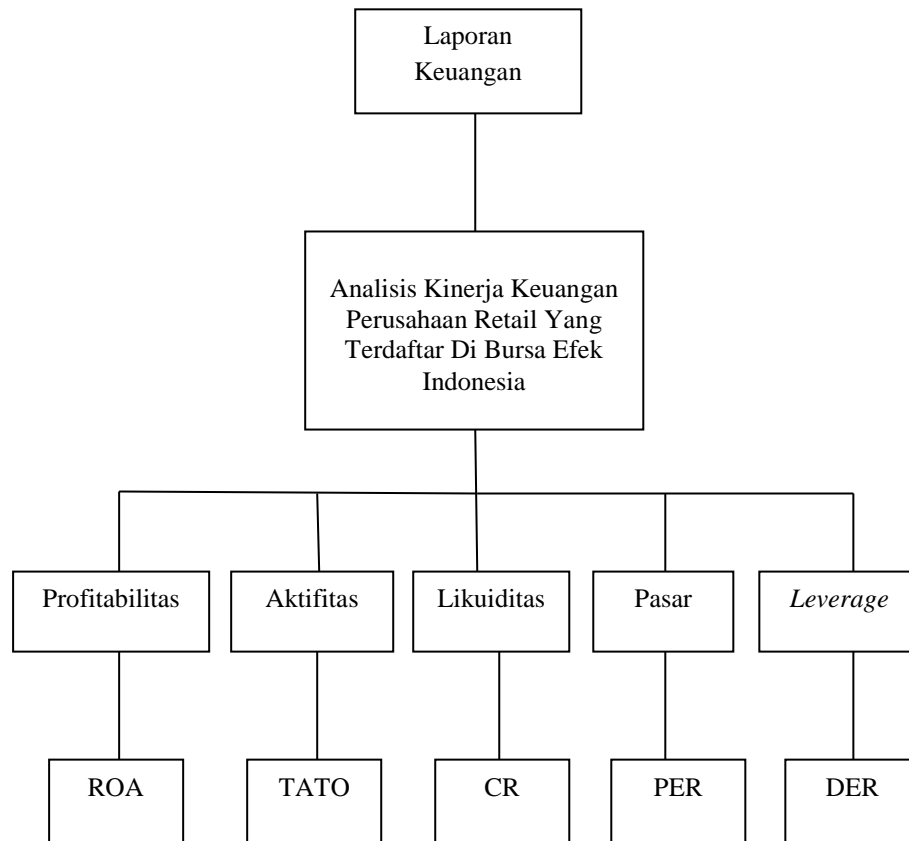 Laporan
Keuangan
Analisis Kinerja Keuangan
Perusahaan Retail Yang
Terdaftar Di Bursa Efek
Indonesia
Profitabilitas
Aktifitas
Likuiditas
Pasar
Leverage
ROA
TATO
CR
PER
DER